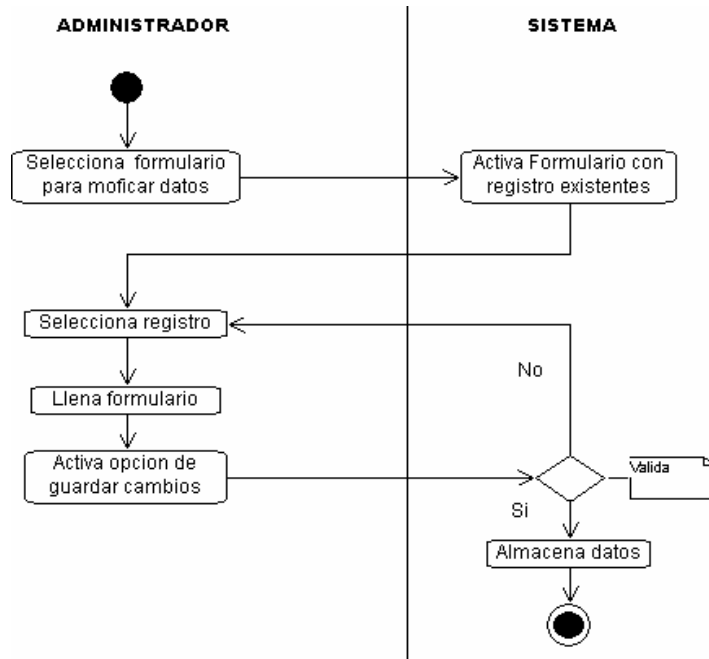 ADMINISTRADOR
SISTEMA
Selecciona formulario
para moficar datos
Activa Formulario con
registro existentes
Selecciona registro
No
Llena formulario
Activa opcion de
guardar cambios
Valida
Si
Almacena datos